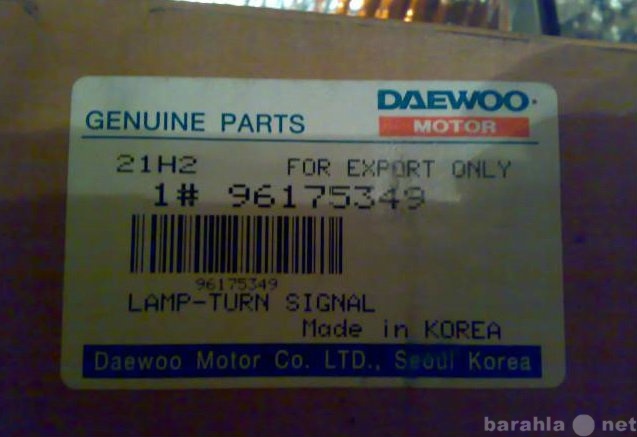 DAEWOO
GENUINE PARTS MOTOR
21H2 FOR EXPORT ONLY
1# 96175349
96175349
LAMP-TURN SIGNAL
Made in KOREA
Daewoo Motor Co. LTD., Seoul Korea
barahla net